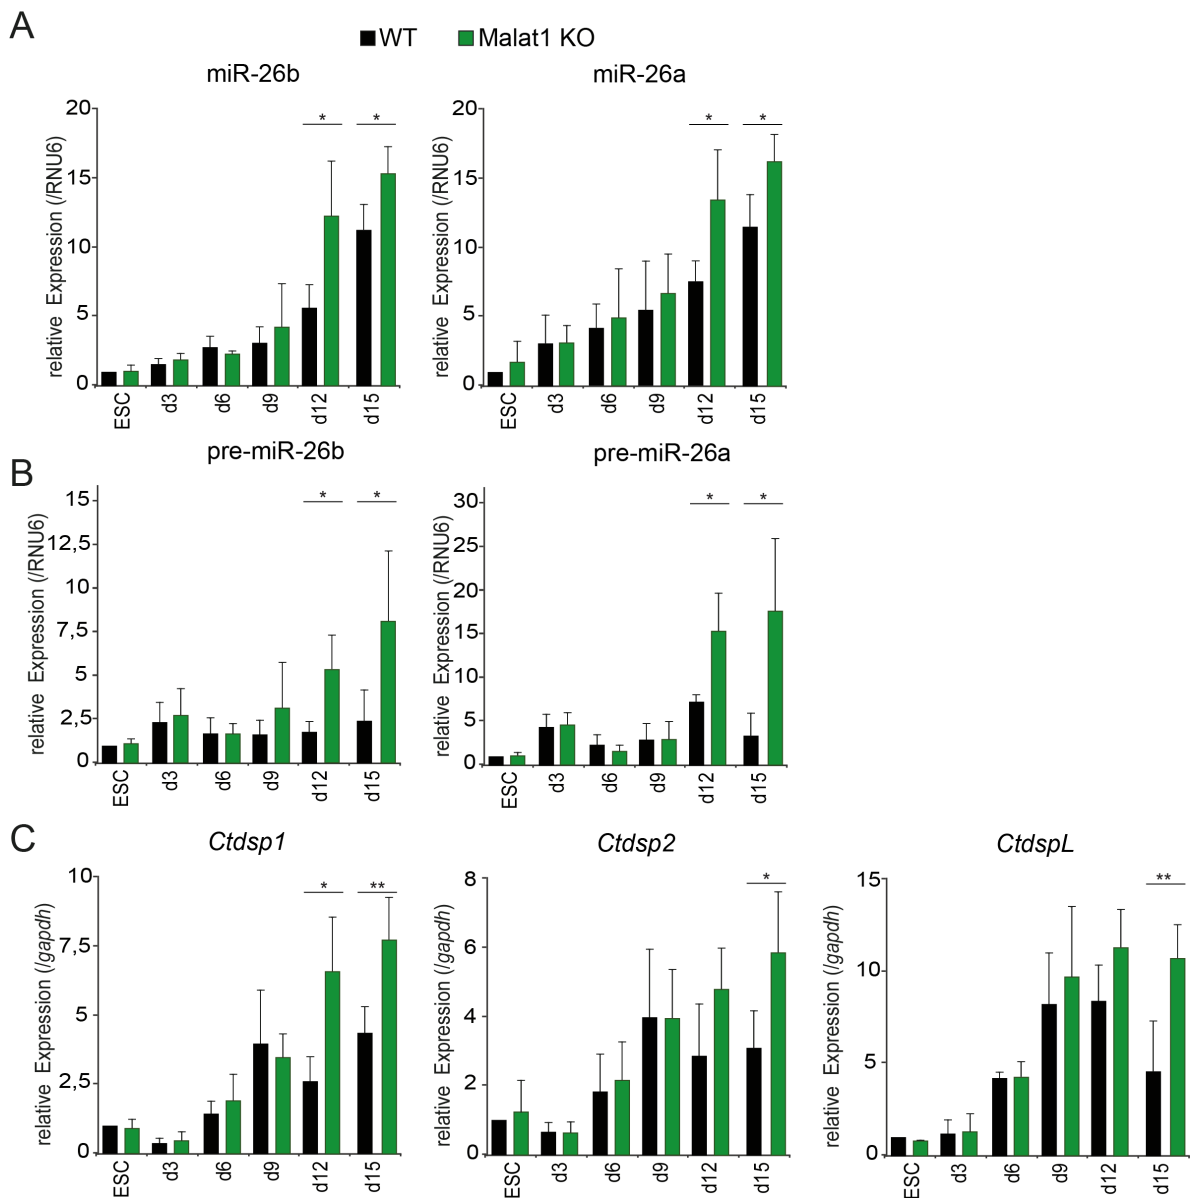 A
WT Malat1 KO
miR-26b
relative Expression (/RNU6)
20
15
10
5
0
* *
ESC d3 d6 d9 d12 d15
miR-26a
relative Expression (/RNU6)
20
15
10
5
0
* *
ESC d3 d6 d9 d12 d15
B
pre-miR-26b
relative Expression (/RNU6)
15
12,5
10
7,5
5
2,5
0
* *
ESC d3 d6 d9 d12 d15
pre-miR-26a
relative Expression (/RNU6)
30
25
20
15
10
5
0
* *
ESC d3 d6 d9 d12 d15
C
Ctdsp1
relative Expression (/gapdh)
10
7,5
5
2,5
0
* **
ESC d3 d6 d9 d12 d15
Ctdsp2
relative Expression (/gapdh)
8
6
4
2
0
*
ESC d3 d6 d9 d12 d15
CtdspL
relative Expression (/gapdh)
15
10
5
0
**
ESC d3 d6 d9 d12 d15